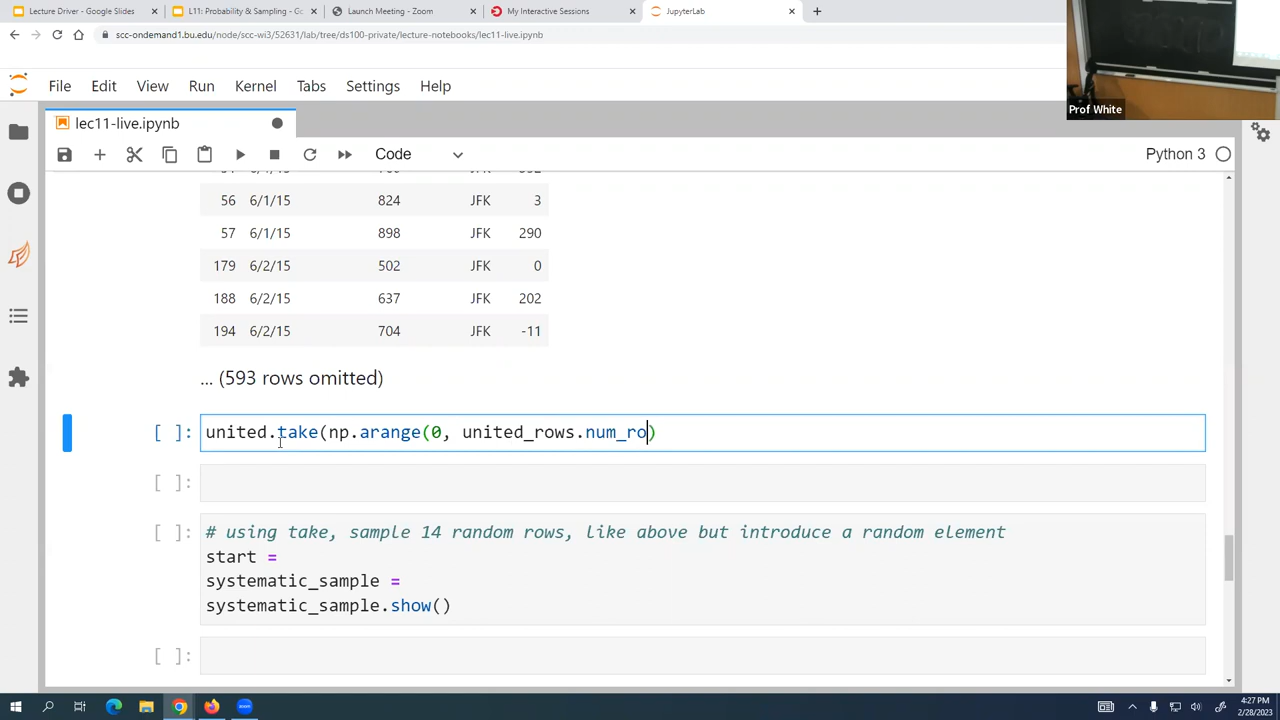 Lecture Driver - Google Slides
L11: Probability & Sampling - Go
Launch Meeting - Zoom
My Interactive Sessions
JupyterLab
scc-ondemand1.bu.edu/node/scc-wi3/52631/lab/tree/ds100-private/lecture-notebooks/lec11-live.ipynb
Prof White
File Edit View Run Kernel Tabs Settings Help
lec11-live.ipynb
Code
Python 3
56 6/1/15 824 JFK 3
57 6/1/15 898 JFK 290
179 6/2/15 502 JFK 0
188 6/2/15 637 JFK 202
194 6/2/15 704 JFK -11
... (593 rows omitted)
[ ]: united.take(np.arange(0, united_rows.num_ro)
[ ]:
[ ]: # using take, sample 14 random rows, like above but introduce a random element
start =
systematic_sample =
systematic_sample.show()
[ ]:
4:27 PM
2/28/2023